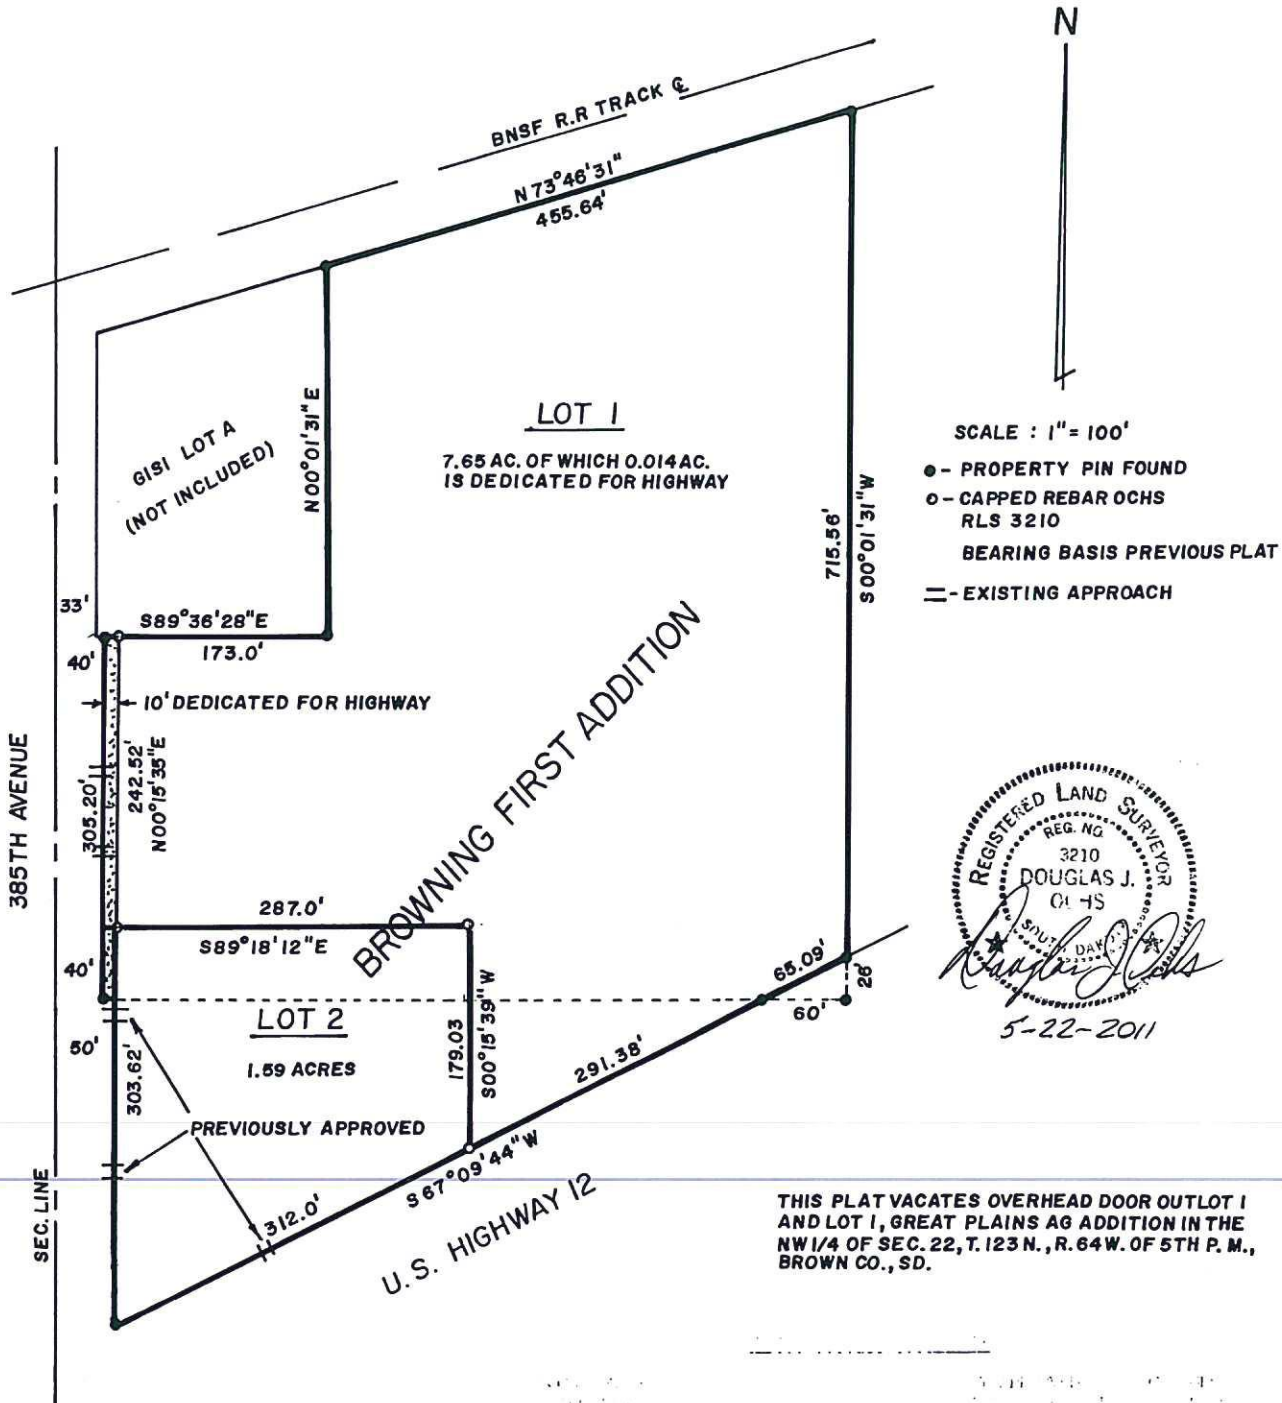 N
BNSF R.R TRACK ℄
N 73°46'31"
455.64'
GISI LOT A
(NOT INCLUDED)
N00°01'31"E
LOT 1
7.65 AC. OF WHICH 0.014 AC.
IS DEDICATED FOR HIGHWAY
715.56'
S00°01'31"W
SCALE : 1"= 100'
- PROPERTY PIN FOUND
- CAPPED REBAR OCHS
RLS 3210
BEARING BASIS PREVIOUS PLAT
- EXISTING APPROACH
33'
S89°36'28"E
173.0'
40'
10' DEDICATED FOR HIGHWAY
385TH AVENUE
305.20'
242.52'
N00°15'35"E
BROWNING FIRST ADDITION
287.0'
S89°18'12"E
40'
LOT 2
1.59 ACRES
50'
303.62'
179.03
S00°15'39"W
65.09'
26'
60'
291.38'
PREVIOUSLY APPROVED
S67°09'44"W
312.0'
U.S. HIGHWAY 12
SEC. LINE
REGISTERED LAND SURVEYOR
REG. NO.
3210
DOUGLAS J.
SOUTH DAK
Douglas J Ochs
5-22-2011
THIS PLAT VACATES OVERHEAD DOOR OUTLOT 1
AND LOT 1, GREAT PLAINS AG ADDITION IN THE
NW 1/4 OF SEC. 22, T. 123 N., R. 64 W. OF 5TH P. M.,
BROWN CO., SD.